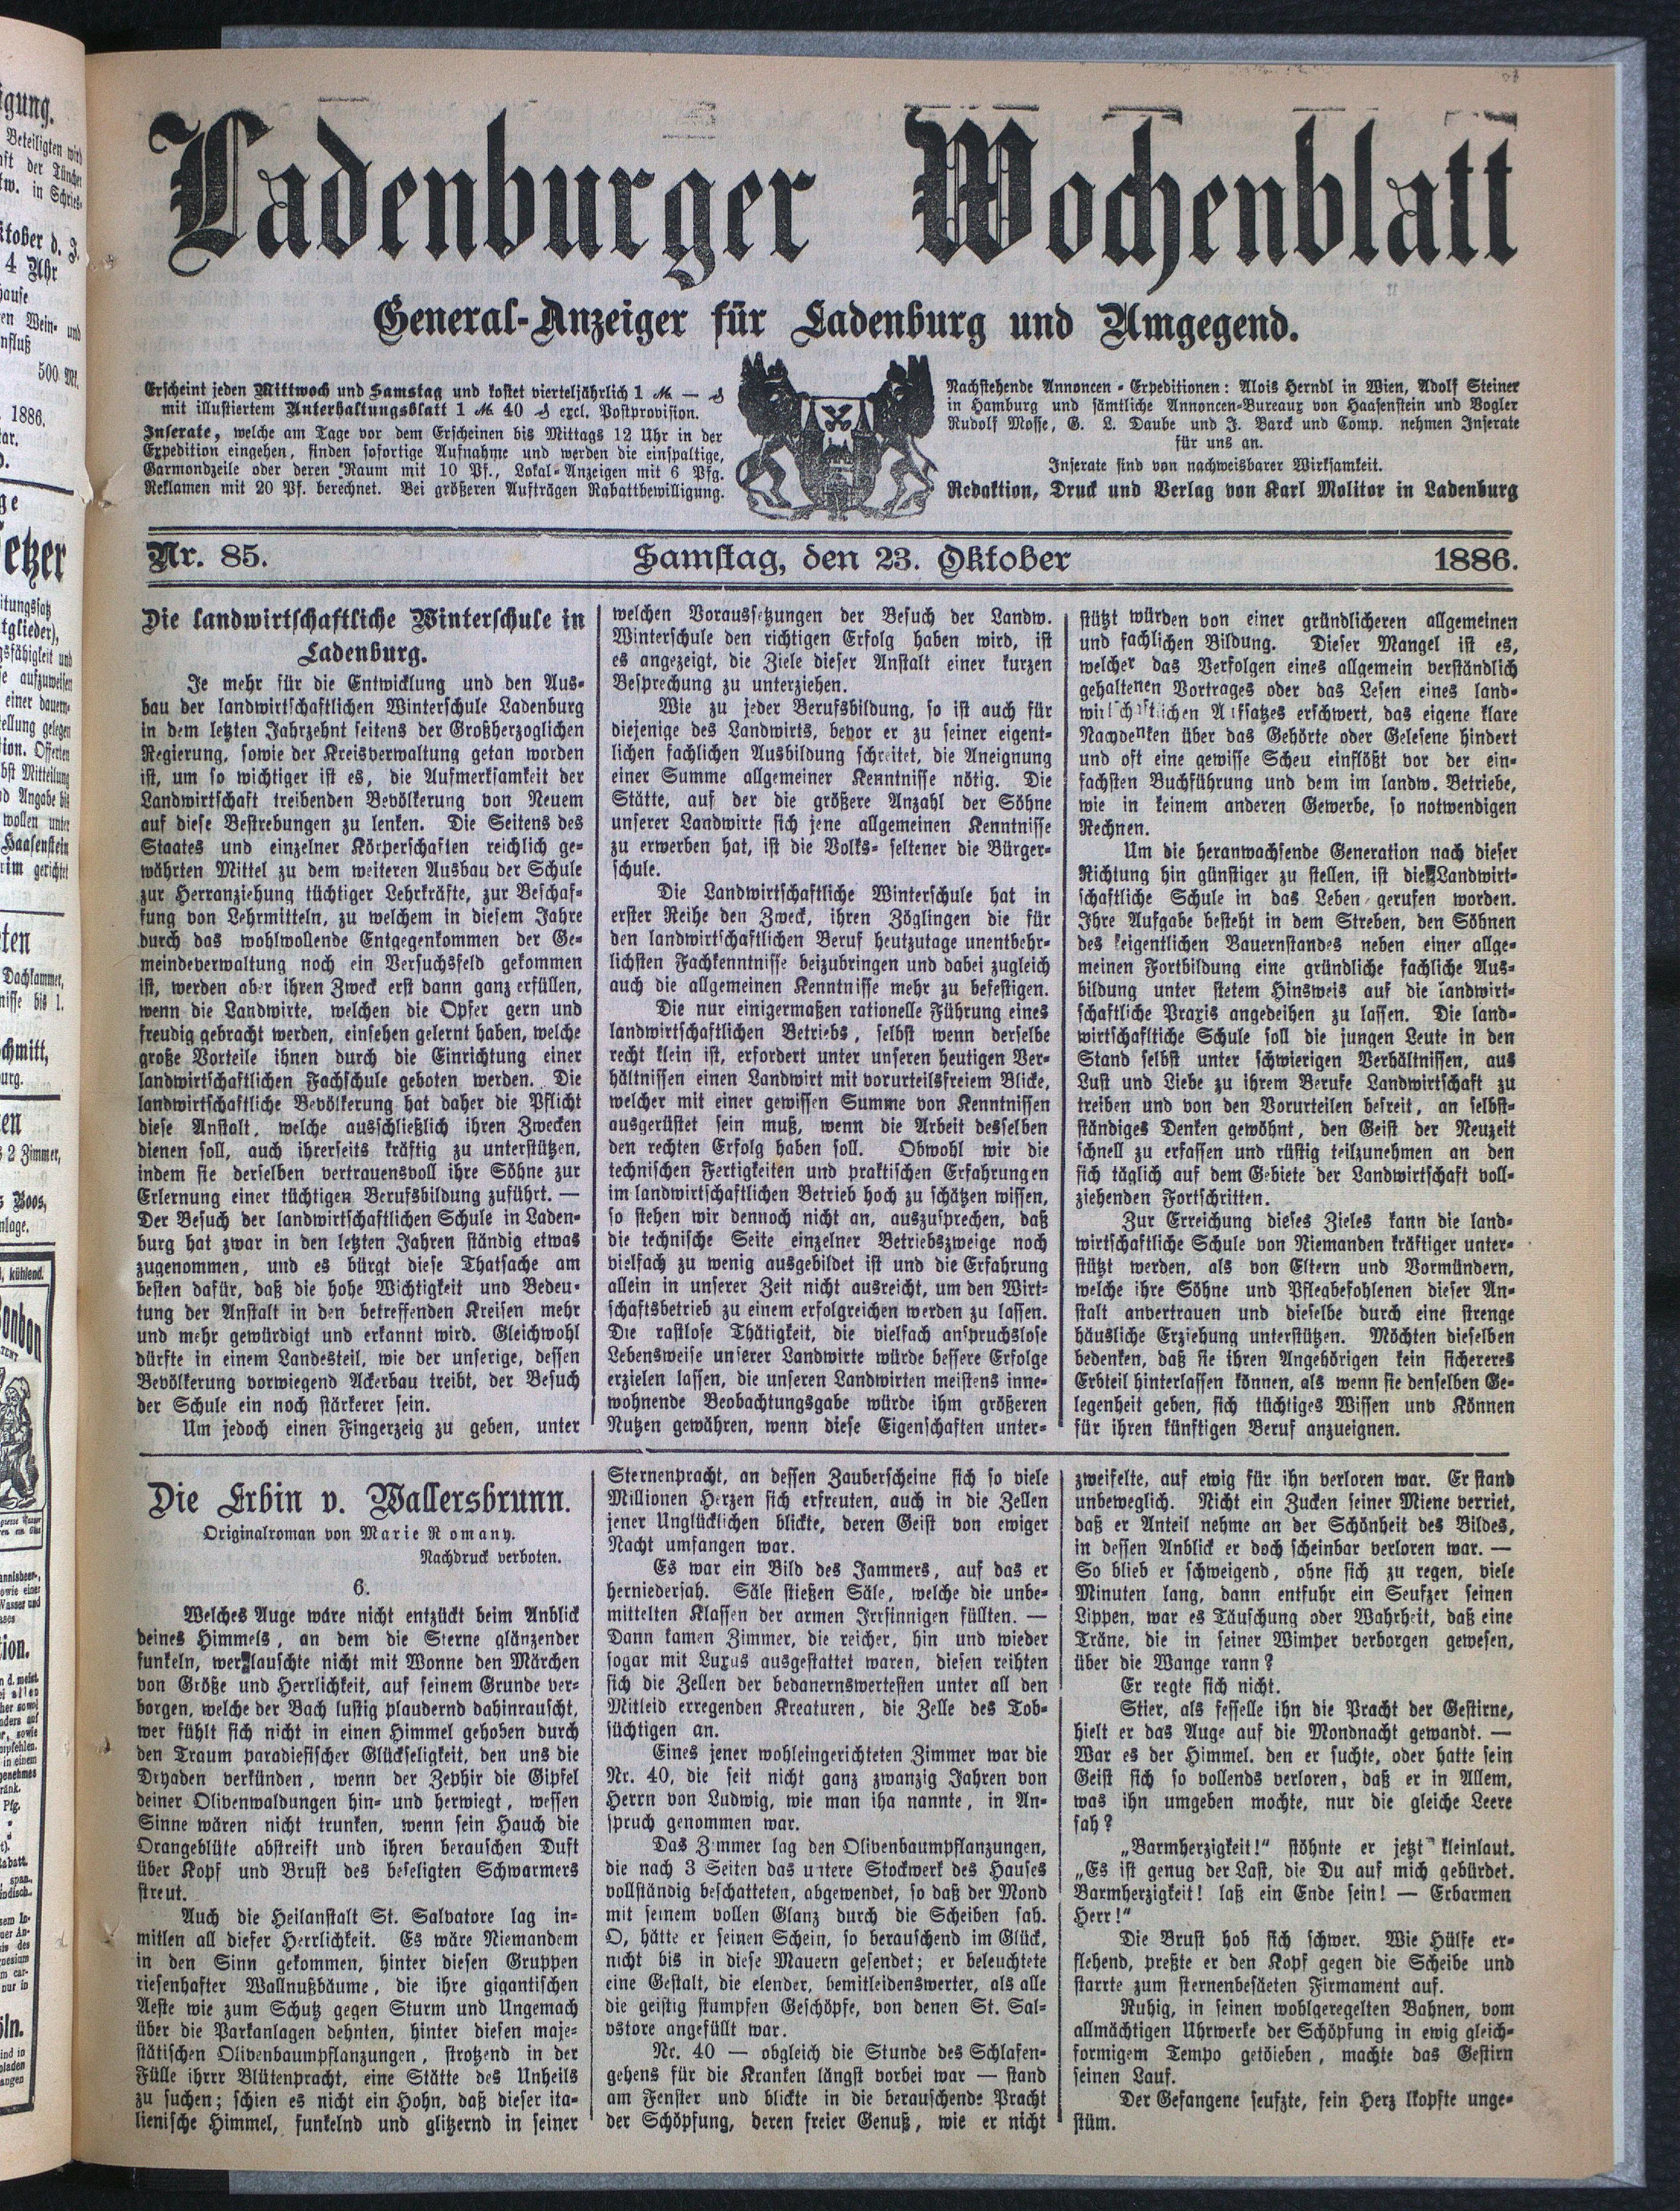 Ladenburger Wochenblatt
General-Anzeiger für Ladenburg und Umgegend.
Erscheint jeden Mittwoch und Samstag und kostet vierteljährlich 1 ℳ — ₰
mit illustiertem Unterhaltungsblatt 1 ℳ 40 ₰ excl. Postprovision.
Inserate, welche am Tage vor dem Erscheinen bis Mittags 12 Uhr in der
Expedition eingehen, finden sofortige Aufnahme und werden die einspaltige,
Garmondzeile oder deren Raum mit 10 Pf., Lokal-Anzeigen mit 6 Pfg.
Reklamen mit 20 Pf. berechnet. Bei größeren Aufträgen Rabattbewilligung.
Nachstehende Annoncen-Expeditionen: Alois Herndl in Wien, Adolf Steiner
in Hamburg und sämtliche Annoncen-Bureaux von Haasenstein und Vogler
Rudolf Mosse, G. L. Daube und J. Barck und Comp. nehmen Inserate
für uns an.
Inserate sind von nachweisbarer Wirksamkeit.
Redaktion, Druck und Verlag von Karl Molitor in Ladenburg
Nr. 85. Samstag, den 23. Oktober 1886.
Die landwirtschaftliche Winterschule in
Ladenburg.
Je mehr für die Entwicklung und den Aus-
bau der landwirtschaftlichen Winterschule Ladenburg
in dem letzten Jahrzehnt seitens der Großherzoglichen
Regierung, sowie der Kreisverwaltung getan worden
ist, um so wichtiger ist es, die Aufmerksamkeit der
Landwirtschaft treibenden Bevölkerung von Neuem
auf diese Bestrebungen zu lenken. Die Seitens des
Staates und einzelner Körperschaften reichlich ge-
währten Mittel zu dem weiteren Ausbau der Schule
zur Herranziehung tüchtiger Lehrkräfte, zur Beschaf-
fung von Lehrmitteln, zu welchem in diesem Jahre
durch das wohlwollende Entgegenkommen der Ge-
meindeverwaltung noch ein Versuchsfeld gekommen
ist, werden aber ihren Zweck erst dann ganz erfüllen,
wenn die Landwirte, welchen die Opfer gern und
freudig gebracht werden, einsehen gelernt haben, welche
große Vorteile ihnen durch die Einrichtung einer
landwirtschaftlichen Fachschule geboten werden. Die
landwirtschaftliche Bevölkerung hat daher die Pflicht
diese Anstalt, welche ausschließlich ihren Zwecken
dienen soll, auch ihrerseits kräftig zu unterstützen,
indem sie derselben vertrauensvoll ihre Söhne zur
Erlernung einer tüchtigen Berufsbildung zuführt. —
Der Besuch der landwirtschaftlichen Schule in Laden-
burg hat zwar in den letzten Jahren ständig etwas
zugenommen, und es bürgt diese Thatsache am
besten dafür, daß die hohe Wichtigkeit und Bedeu-
tung der Anstalt in den betreffenden Kreisen mehr
und mehr gewürdigt und erkannt wird. Gleichwohl
dürfte in einem Landesteil, wie der unserige, dessen
Bevölkerung vorwiegend Ackerbau treibt, der Besuch
der Schule ein noch stärkerer sein.
Um jedoch einen Fingerzeig zu geben, unter
welchen Voraussetzungen der Besuch der Landw.
Winterschule den richtigen Erfolg haben wird, ist
es angezeigt, die Ziele dieser Anstalt einer kurzen
Besprechung zu unterziehen.
Wie zu jeder Berufsbildung, so ist auch für
diejenige des Landwirts, bevor er zu seiner eigent-
lichen fachlichen Ausbildung schreitet, die Aneignung
einer Summe allgemeiner Kenntnisse nötig. Die
Stätte, auf der die größere Anzahl der Söhne
unserer Landwirte sich jene allgemeinen Kenntnisse
zu erwerben hat, ist die Volks- seltener die Bürger-
schule.
Die Landwirtschaftliche Winterschule hat in
erster Reihe den Zweck, ihren Zöglingen die für
den landwirtschaftlichen Beruf heutzutage unentbehr-
lichsten Fachkenntnisse beizubringen und dabei zugleich
auch die allgemeinen Kenntnisse mehr zu befestigen.
Die nur einigermaßen rationelle Führung eines
landwirtschaftlichen Betriebs, selbst wenn derselbe
recht klein ist, erfordert unter unseren heutigen Ver-
hältnissen einen Landwirt mit vorurteilsfreiem Blicke,
welcher mit einer gewissen Summe von Kenntnissen
ausgerüstet sein muß, wenn die Arbeit desselben
den rechten Erfolg haben soll. Obwohl wir die
technischen Fertigkeiten und praktischen Erfahrungen
im landwirtschaftlichen Betrieb hoch zu schätzen wissen,
so stehen wir dennoch nicht an, auszusprechen, daß
die technische Seite einzelner Betriebszweige noch
vielfach zu wenig ausgebildet ist und die Erfahrung
allein in unserer Zeit nicht ausreicht, um den Wirt-
schaftsbetrieb zu einem erfolgreichen werden zu lassen.
Die rastlose Thätigkeit, die vielfach anspruchslose
Lebensweise unserer Landwirte würde bessere Erfolge
erzielen lassen, die unseren Landwirten meistens inne-
wohnende Beobachtungsgabe würde ihm größeren
Nutzen gewähren, wenn diese Eigenschaften unter-
stützt würden von einer gründlicheren allgemeinen
und fachlichen Bildung. Dieser Mangel ist es,
welcher das Verfolgen eines allgemein verständlich
gehaltenen Vortrages oder das Lesen eines land-
wirtschaftlichen Aufsatzes erschwert, das eigene klare
Nachdenken über das Gehörte oder Gelesene hindert
und oft eine gewisse Scheu einflößt vor der ein-
fachsten Buchführung und dem im landw. Betriebe,
wie in keinem anderen Gewerbe, so notwendigen
Rechnen.
Um die heranwachsende Generation nach dieser
Richtung hin günstiger zu stellen, ist die Landwirt-
schaftliche Schule in das Leben gerufen worden.
Ihre Aufgabe besteht in dem Streben, den Söhnen
des eigentlichen Bauernstandes neben einer allge-
meinen Fortbildung eine gründliche fachliche Aus-
bildung unter stetem Hinsweis auf die landwirt-
schaftliche Praxis angedeihen zu lassen. Die land-
wirtschafltiche Schule soll die jungen Leute in den
Stand selbst unter schwierigen Verhältnissen, aus
Lust und Liebe zu ihrem Berufe Landwirtschaft zu
treiben und von den Vorurteilen befreit, an selbst-
ständiges Denken gewöhnt, den Geist der Neuzeit
schnell zu erfassen und rüstig teilzunehmen an den
sich täglich auf dem Gebiete der Landwirtschaft voll-
ziehenden Fortschritten.
Zur Erreichung dieses Zieles kann die land-
wirtschaftliche Schule von Niemanden kräftiger unter-
stützt werden, als von Eltern und Vormündern,
welche ihre Söhne und Pflegbefohlenen dieser An-
stalt anvertrauen und dieselbe durch eine strenge
häusliche Erziehung unterstützen. Möchten dieselben
bedenken, daß sie ihren Angehörigen kein sichereres
Erbteil hinterlassen können, als wenn sie denselben Ge-
legenheit geben, sich tüchtiges Wissen unv Können
für ihren künftigen Beruf anzueignen.
Die Erbin v. Wallersbrunn.
Originalroman von Marie Romany.
Nachdruck verboten.
6.
Welches Auge wäre nicht entzückt beim Anblick
deines Himmels, an dem die Sterne glänzender
funkeln, wer lauschte nicht mit Wonne den Märchen
von Größe und Herrlichkeit, auf seinem Grunde ver-
borgen, welche der Bach lustig plaudernd dahinrauscht,
wer fühlt sich nicht in einen Himmel gehoben durch
den Traum paradiesischer Glückseligkeit, den uns die
Dryaden verkünden, wenn der Zephir die Gipfel
deiner Olivenwaldungen hin- und herwiegt, wessen
Sinne wären nicht trunken, wenn sein Hauch die
Orangeblüte abstreift und ihren berauschen Duft
über Kopf und Brust des beseligten Schwarmers
streut.
Auch die Heilanstalt St. Salvatore lag in-
mitlen all dieser Herrlichkeit. Es wäre Niemandem
in den Sinn gekommen, hinter diesen Gruppen
riesenhafter Wallnußbäume, die ihre gigantischen
Aeste wie zum Schutz gegen Sturm und Ungemach
über die Parkanlagen dehnten, hinter diesen maje-
stätischen Olivenbaumpflanzungen, strotzend in der
Fülle ihrrr Blütenpracht, eine Stätte des Unheils
zu suchen; schien es nicht ein Hohn, daß dieser ita-
lienische Himmel, funkelnd und glitzernd in seiner
Sternenpracht, an dessen Zauberscheine sich so viele
Millionen Herzen sich erfreuten, auch in die Zellen
jener Unglücklichen blickte, deren Geist von ewiger
Nacht umfangen war.
Es war ein Bild des Jammers, auf das er
herniedersah. Säle stießen Säle, welche die unbe-
mittelten Klassen der armen Irrsinnigen füllten. —
Dann kamen Zimmer, die reicher, hin und wieder
sogar mit Luxus ausgestattet waren, diesen reihten
sich die Zellen der bedanernswertesten unter all den
Mitleid erregenden Kreaturen, die Zelle des Tob-
süchtigen an.
Eines jener wohleingerichteten Zimmer war die
Nr. 40, die seit nicht ganz zwanzig Jahren von
Herrn von Ludwig, wie man ihn nannte, in An-
spruch genommen war.
Das Zimmer lag den Olivenbaumpflanzungen,
die nach 3 Seiten das untere Stockwerk des Hauses
vollständig beschatteten, abgewendet, so daß der Mond
mit seinem vollen Glanz durch die Scheiben sah.
O, hätte er seinen Schein, so berauschend im Glück,
nicht bis in diese Mauern gesendet; er beleuchtete
eine Gestalt, die elender, bemitleidenswerter, als alle
die geistig stumpfen Geschöpfe, von denen St. Sal-
vstore angefüllt war.
Nr. 40 — obgleich die Stunde des Schlafen-
gehens für die Kranken längst vorbei war — stand
am Fenster und blickte in die berauschende Pracht
der Schöpfung, deren freier Genuß, wie er nicht
zweifelte, auf ewig für ihn verloren war. Er stand
unbeweglich. Nicht ein Zucken seiner Miene verriet,
daß er Anteil nehme an der Schönheit des Bildes,
in dessen Anblick er doch scheinbar verloren war. —
So blieb er schweigend, ohne sich zu regen, viele
Minuten lang, dann entfuhr ein Seufzer seinen
Lippen, war es Täuschung oder Wahrheit, daß eine
Träne, die in seiner Wimper verborgen gewesen,
über die Wange rann?
Er regte sich nicht.
Stier, als fesselle ihn die Pracht der Gestirne,
hielt er das Auge auf die Mondnacht gewandt. —
War es der Himmel, den er suchte, oder hatte sein
Geist sich so vollends verloren, daß er in Allem,
was ihn umgeben mochte, nur die gleiche Leere
sah?
„Barmherzigkeit!“ stöhnte er jetzt kleinlaut.
„Es ist genug der Last, die Du auf mich gebürdet.
Barmherzigkeit! laß ein Ende sein! — Erbarmen
Herr!“
Die Brust hob sich schwer. Wie Hülfe er-
flehend, preßte er den Kopf gegen die Scheibe und
starrte zum sternenbesäeten Firmament auf.
Ruhig, in seinen wohlgeregelten Bahnen, vom
allmächtigen Uhrwerke der Schöpfung in ewig gleich-
formigem Tempo getöieben, machte das Gestirn
seinen Lauf.
Der Gefangene seufzte, sein Herz klopfte unge-
stüm.